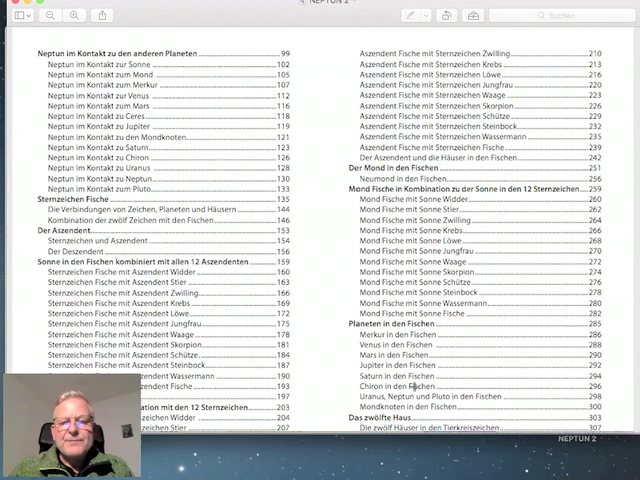 NEPTUN 2
Suchen
Neptun im Kontakt zu den anderen Planeten 99
Neptun im Kontakt zur Sonne 102
Neptun im Kontakt zum Mond 105
Neptun im Kontakt zum Merkur 107
Neptun im Kontakt zur Venus 112
Neptun im Kontakt zum Mars 116
Neptun im Kontakt zu Ceres 118
Neptun im Kontakt zu Jupiter 119
Neptun im Kontakt zu den Mondknoten 121
Neptun im Kontakt zu Saturn 123
Neptun im Kontakt zu Chiron 126
Neptun im Kontakt zu Uranus 128
Neptun im Kontakt zu Neptun 130
Neptun im Kontakt zum Pluto 133
Sternzeichen Fische 135
Die Verbindungen von Zeichen, Planeten und Häusern 144
Kombination der zwölf Zeichen mit den Fischen 146
Der Aszendent 153
Sternzeichen und Aszendent 154
Der Deszendent 156
Sonne in den Fischen kombiniert mit allen 12 Aszendenten 159
Sternzeichen Fische mit Aszendent Widder 160
Sternzeichen Fische mit Aszendent Stier 163
Sternzeichen Fische mit Aszendent Zwilling 166
Sternzeichen Fische mit Aszendent Krebs 169
Sternzeichen Fische mit Aszendent Löwe 172
Sternzeichen Fische mit Aszendent Jungfrau 175
Sternzeichen Fische mit Aszendent Waage 178
Sternzeichen Fische mit Aszendent Skorpion 181
Sternzeichen Fische mit Aszendent Schütze 184
Sternzeichen Fische mit Aszendent Steinbock 187
Aszendent Wassermann 190
Aszendent Fische 193
197
mit den 12 Sternzeichen 203
Sternzeichen Widder 204
Sternzeichen Stier 207
Aszendent Fische mit Sternzeichen Zwilling 210
Aszendent Fische mit Sternzeichen Krebs 213
Aszendent Fische mit Sternzeichen Löwe 216
Aszendent Fische mit Sternzeichen Jungfrau 220
Aszendent Fische mit Sternzeichen Waage 223
Aszendent Fische mit Sternzeichen Skorpion 226
Aszendent Fische mit Sternzeichen Schütze 229
Aszendent Fische mit Sternzeichen Steinbock 232
Aszendent Fische mit Sternzeichen Wassermann 235
Aszendent Fische mit Sternzeichen Fische 239
Der Aszendent und die Häuser in den Fischen 242
Der Mond in den Fischen 251
Neumond in den Fischen 256
Mond Fische in Kombination zu der Sonne in den 12 Sternzeichen 259
Mond Fische mit Sonne Widder 260
Mond Fische mit Sonne Stier 262
Mond Fische mit Sonne Zwilling 264
Mond Fische mit Sonne Krebs 266
Mond Fische mit Sonne Löwe 268
Mond Fische mit Sonne Jungfrau 270
Mond Fische mit Sonne Waage 272
Mond Fische mit Sonne Skorpion 274
Mond Fische mit Sonne Schütze 276
Mond Fische mit Sonne Steinbock 278
Mond Fische mit Sonne Wassermann 280
Mond Fische mit Sonne Fische 282
Planeten in den Fischen 285
Merkur in den Fischen 286
Venus in den Fischen 288
Mars in den Fischen 290
Jupiter in den Fischen 292
Saturn in den Fischen 294
Chiron in den Fischen 296
Uranus, Neptun und Pluto in den Fischen 298
Mondknoten in den Fischen 300
Das zwölfte Haus 303
Die zwölf Häuser in den Tierkreiszeichen 307
NEPTUN 2